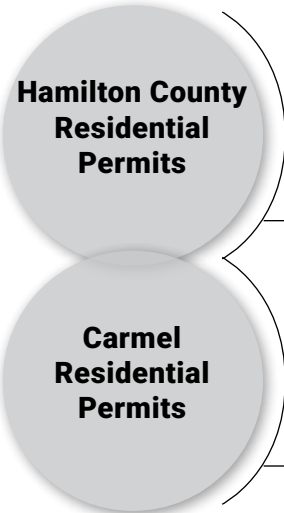 Hamilton County
Residential
Permits
Carmel
Residential
Permits